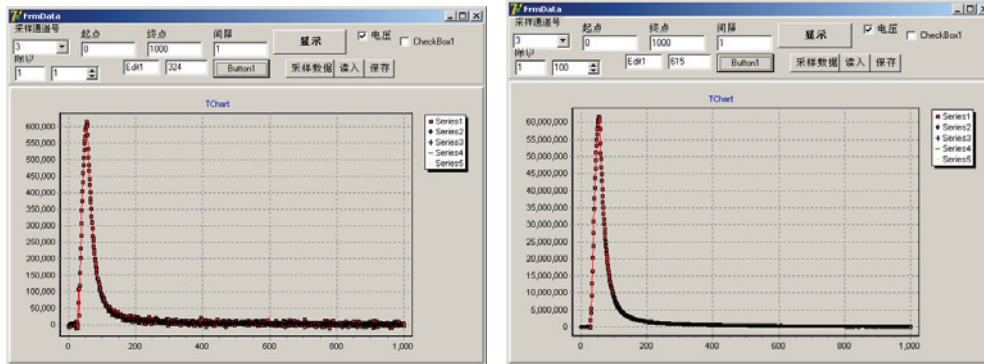 FrmData
采样通道号
起点
终点
间隔
3
0
1000
1
显示
电压
CheckBox1
1
1
Edit1
324
Button1
采样数据
读入
保存
TChart
600,000
550,000
500,000
450,000
400,000
350,000
300,000
250,000
200,000
150,000
100,000
50,000
0
0
200
400
600
800
1,000
Series1
Series2
Series3
Series4
Series5
FrmData
采样通道号
起点
终点
间隔
3
0
1000
1
显示
电压
CheckBox1
1
100
Edit1
615
Button1
采样数据
读入
保存
TChart
60,000,000
55,000,000
50,000,000
45,000,000
40,000,000
35,000,000
30,000,000
25,000,000
20,000,000
15,000,000
10,000,000
5,000,000
0
0
200
400
600
800
1,000
Series1
Series2
Series3
Series4
Series5